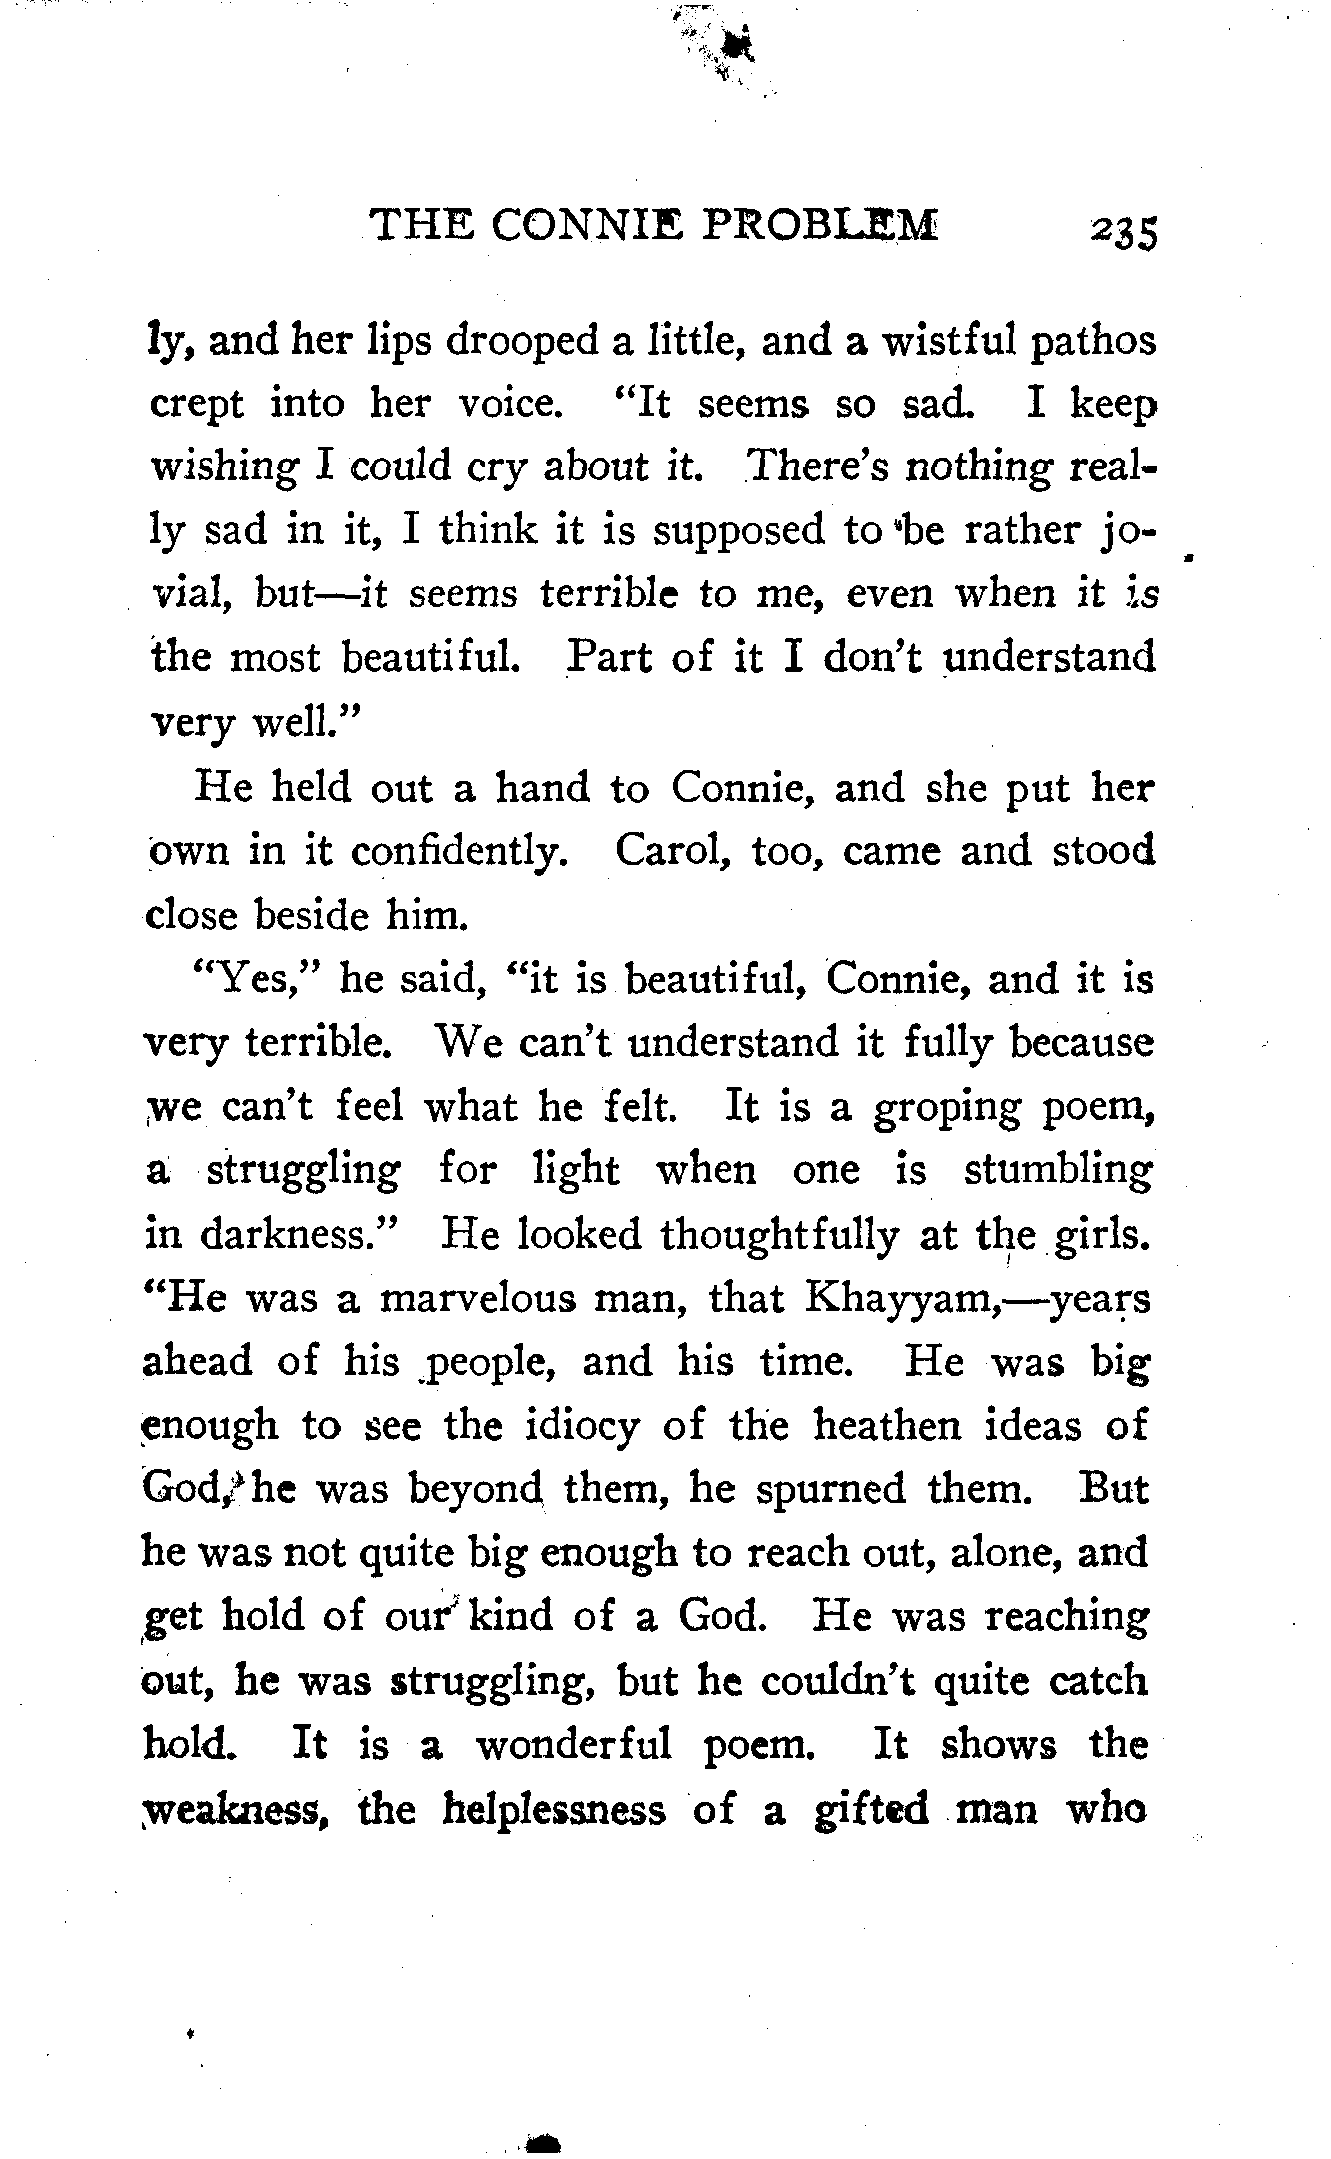 THE CONNIE PROBLEM 235
ly, and her lips drooped a little, and a wistful pathos
crept into her voice. "It seems so sad. I keep
wishing I could cry about it. There's nothing real-
ly sad in it, I think it is supposed to be rather jo-
vial, but—it seems terrible to me, even when it is
the most beautiful. Part of it I don't understand
very well."
He held out a hand to Connie, and she put her
own in it confidently. Carol, too, came and stood
close beside him.
"Yes," he said, "it is beautiful, Connie, and it is
very terrible. We can't understand it fully because
we can't feel what he felt. It is a groping poem,
a struggling for light when one is stumbling
in darkness." He looked thoughtfully at the girls.
"He was a marvelous man, that Khayyam,—years
ahead of his people, and his time. He was big
enough to see the idiocy of the heathen ideas of
God, he was beyond them, he spurned them. But
he was not quite big enough to reach out, alone, and
get hold of our kind of a God. He was reaching
out, he was struggling, but he couldn't quite catch
hold. It is a wonderful poem. It shows the
weakness, the helplessness of a gifted man who